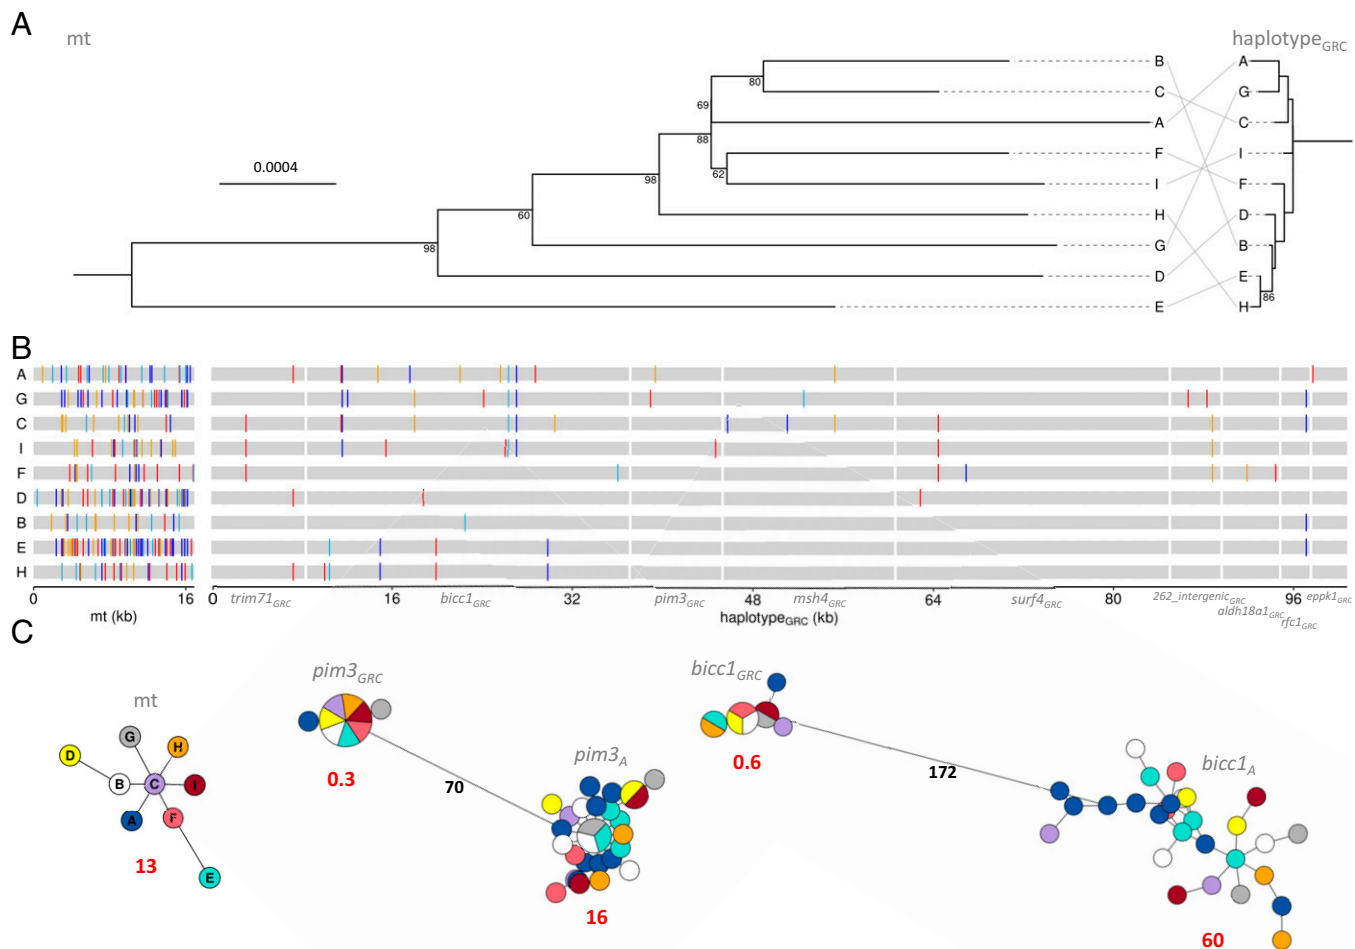 A
mt
haplotypeGRC
B
A
80
C
G
69
0.0004
A
C
88
F
I
62
98
I
F
H
D
60
G
B
98
D
E
86
E
H
B
A
G
C
I
F
D
B
E
H
0
16
0
16
32
48
64
80
96
trim71GRC
bicc1GRC
pim3GRC
msh4GRC
surf4GRC
262_intergenicGRC
eppk1GRC
aldh18a1GRC
rfc1GRC
mt (kb)
haplotypeGRC (kb)
C
mt
pim3GRC
bicc1GRC
G
H
D
B
C
I
A
F
E
13
0.3
70
pim3A
16
0.6
172
bicc1A
60